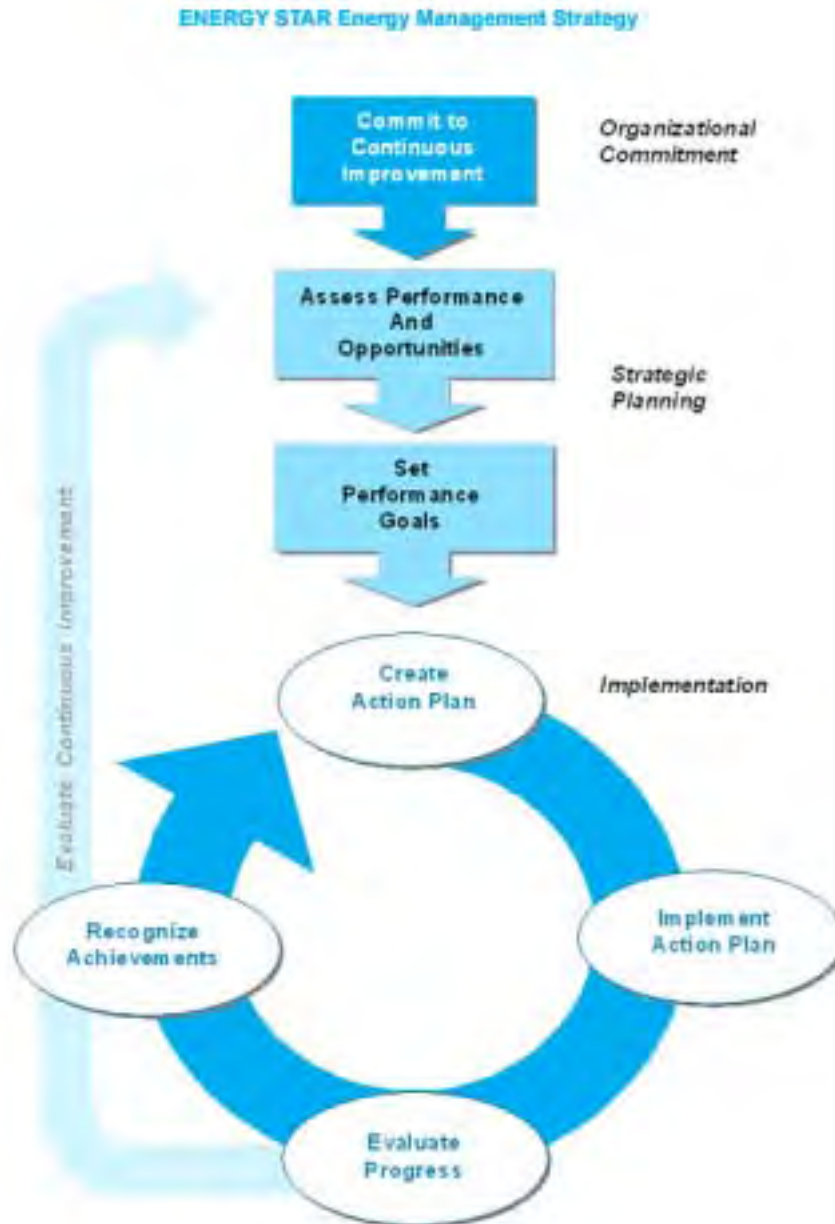 ENERGY STAR Energy Management Strategy
Commit to
Continuous
Improvement
Organizational
Commitment
Assess Performance
And
Opportunities
Strategic
Planning
Set
Performance
Goals
Evaluate Continuous Improvement
Create
Action Plan
Implementation
Recognize
Achievements
Implement
Action Plan
Evaluate
Progress